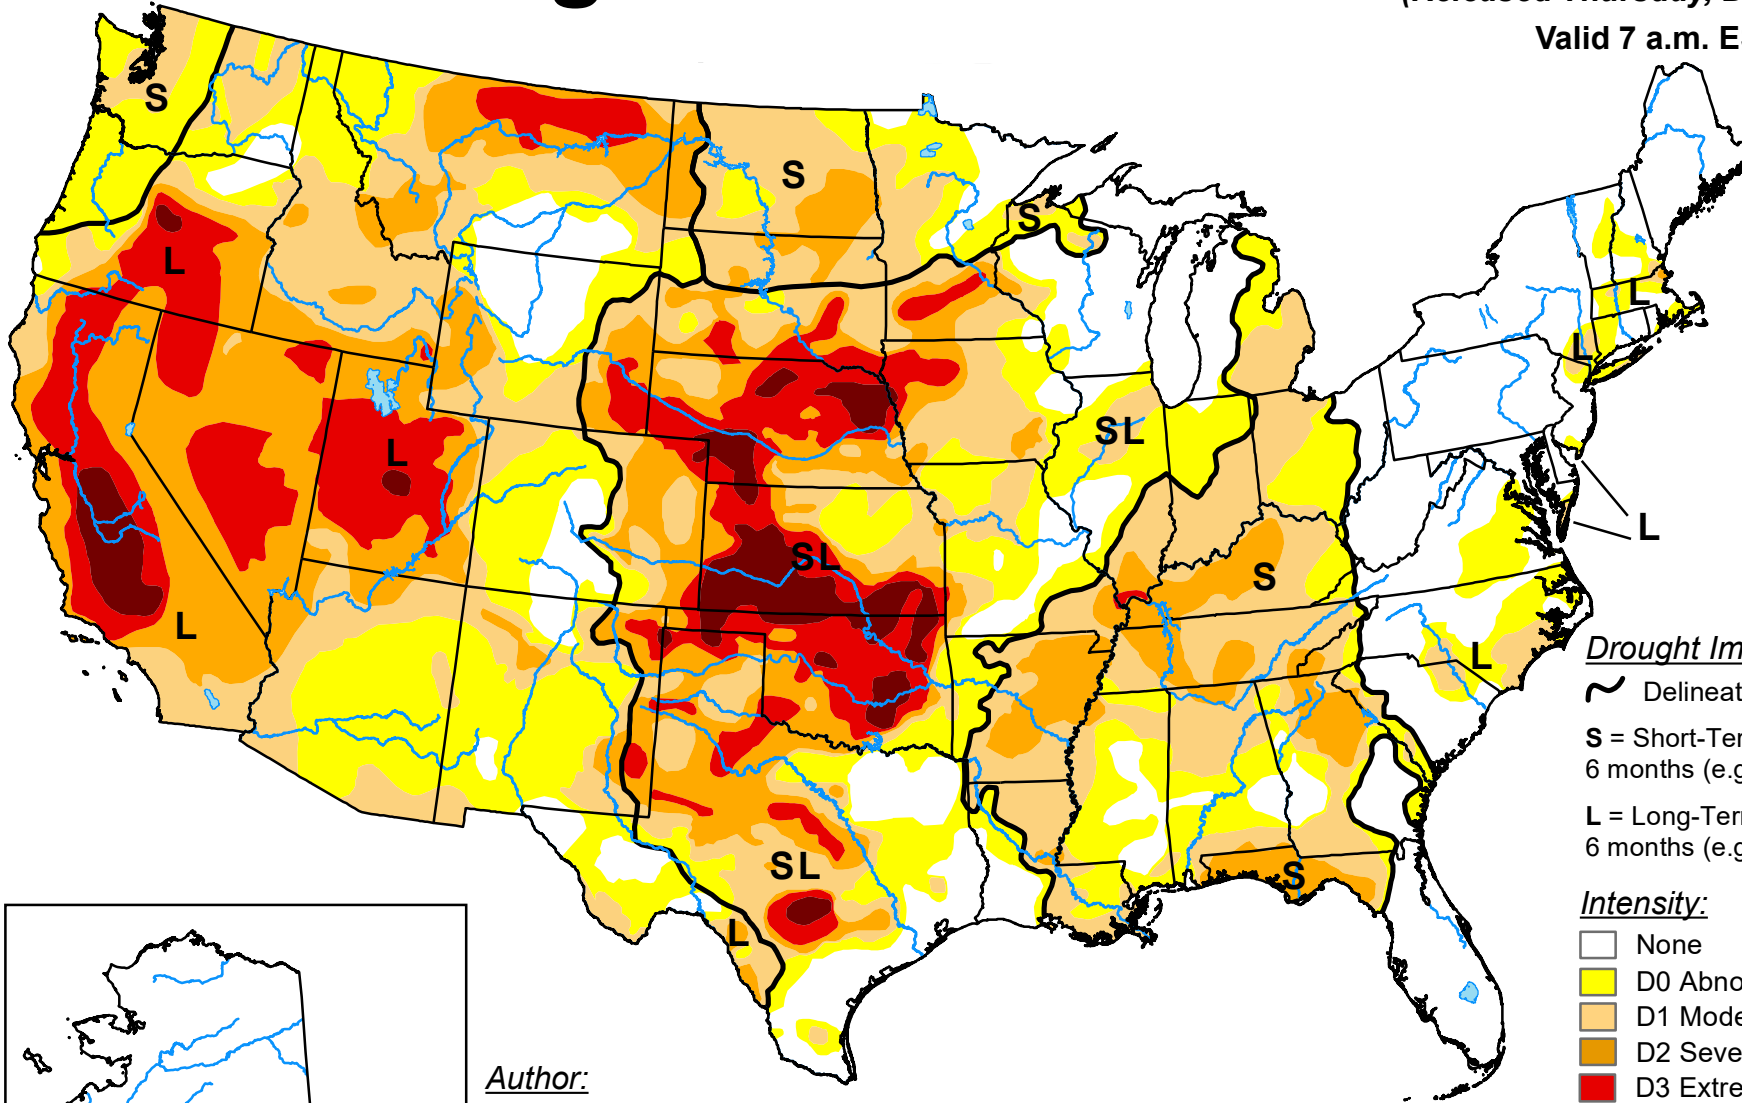 Valid 7 a.m. E
S
S
S
L
L
L
SL
L
SL
L
S
L
L
SL
L
S
L
Drought Im
Delineat
S = Short-Ter
6 months (e.g
L = Long-Ter
6 months (e.g
Intensity:
None
D0 Abno
D1 Mode
D2 Seve
D3 Extre
Author: